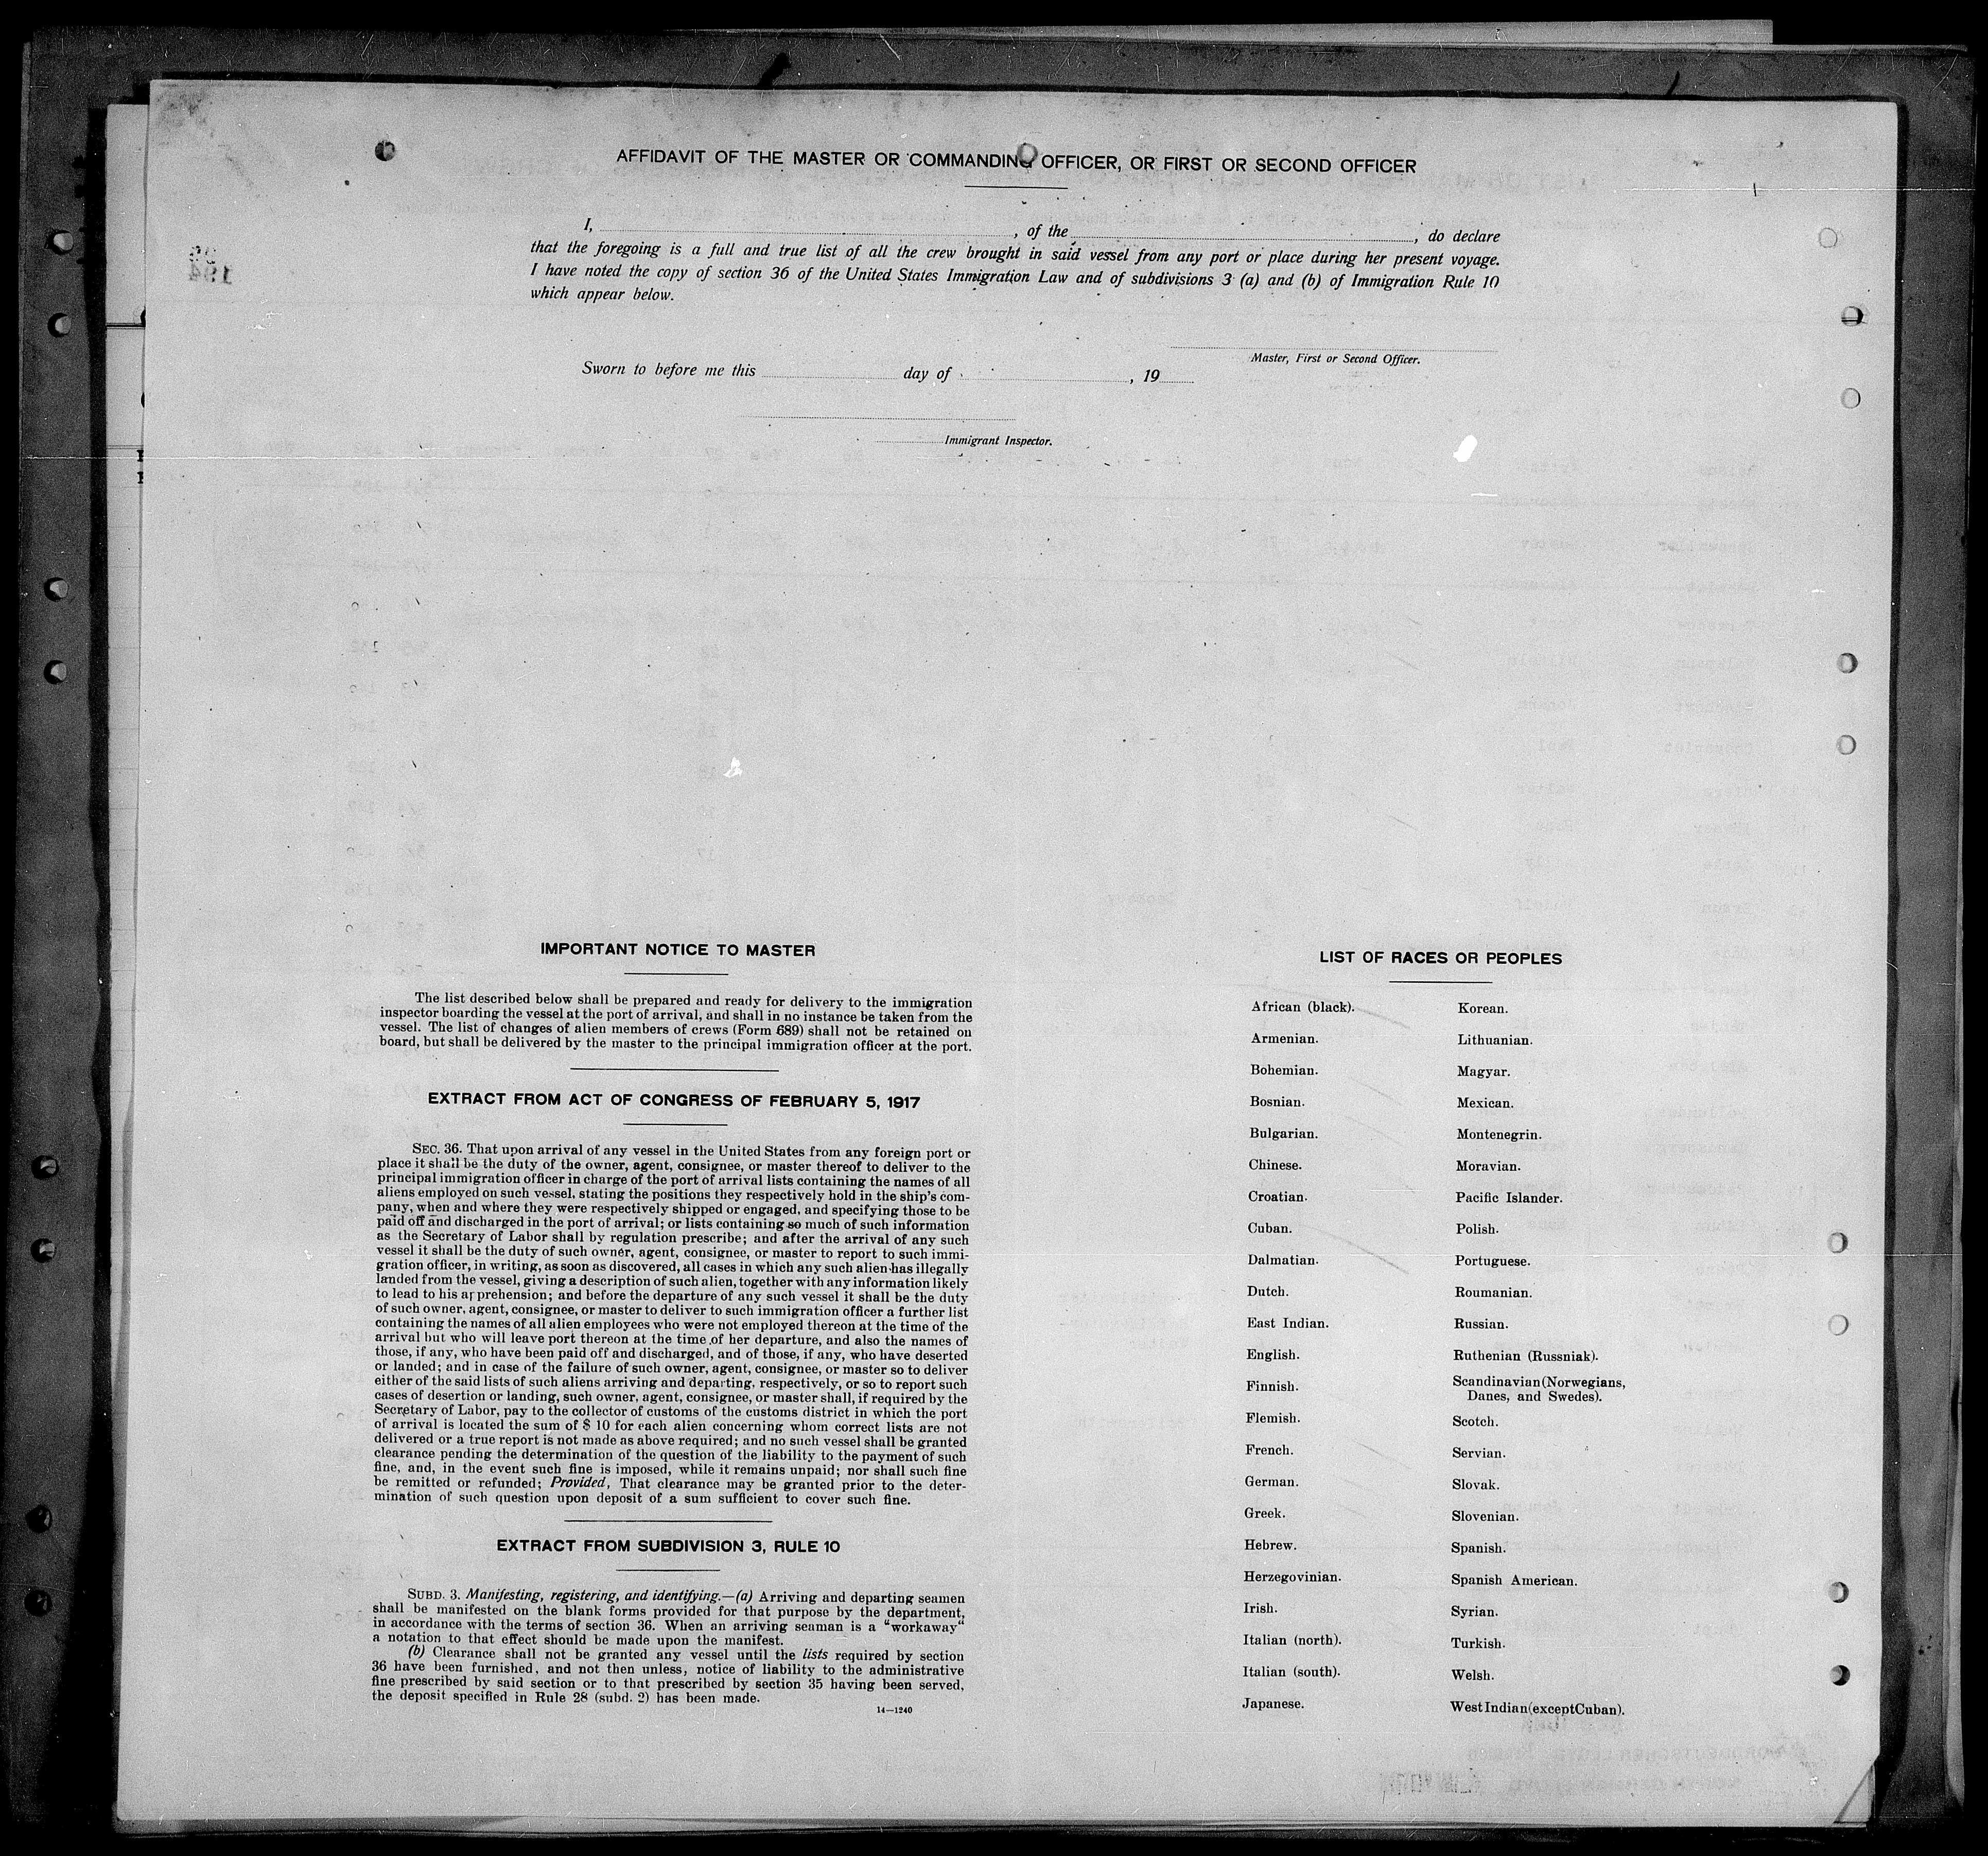 AFFIDAVIT OF THE MASTER OR COMMANDING OFFICER, OR FIRST OR SECOND OFFICER
I, , of the , do declare
that the foregoing is a full and true list of all the crew brought in said vessel from any port or place during her present voyage.
I have noted the copy of section 36 of the United States Immigration Law and of subdivisions 3 (a) and (b) of Immigration Rule 10
which appear below.
Master, First or Second Officer.
Sworn to before me this day of , 19
Immigrant Inspector.
IMPORTANT NOTICE TO MASTER
The list described below shall be prepared and ready for delivery to the immigration
inspector boarding the vessel at the port of arrival, and shall in no instance be taken from the
vessel. The list of changes of alien members of crews (Form 689) shall not be retained on
board, but shall be delivered by the master to the principal immigration officer at the port.
EXTRACT FROM ACT OF CONGRESS OF FEBRUARY 5, 1917
SEC. 36. That upon arrival of any vessel in the United States from any foreign port or
place it shall be the duty of the owner, agent, consignee, or master thereof to deliver to the
principal immigration officer in charge of the port of arrival lists containing the names of all
aliens employed on such vessel, stating the positions they respectively hold in the ship's com-
pany, when and where they were respectively shipped or engaged, and specifying those to be
paid off and discharged in the port of arrival; or lists containing so much of such information
as the Secretary of Labor shall by regulation prescribe; and after the arrival of any such
vessel it shall be the duty of such owner, agent, consignee, or master to report to such immi-
gration officer, in writing, as soon as discovered, all cases in which any such alien has illegally
landed from the vessel, giving a description of such alien, together with any information likely
to lead to his apprehension; and before the departure of any such vessel it shall be the duty
of such owner, agent, consignee, or master to deliver to such immigration officer a further list
containing the names of all alien employees who were not employed thereon at the time of the
arrival but who will leave port thereon at the time of her departure, and also the names of
those, if any, who have been paid off and discharged, and of those, if any, who have deserted
or landed; and in case of the failure of such owner, agent, consignee, or master so to deliver
either of the said lists of such aliens arriving and departing, respectively, or so to report such
cases of desertion or landing, such owner, agent, consignee, or master shall, if required by the
Secretary of Labor, pay to the collector of customs of the customs district in which the port
of arrival is located the sum of $ 10 for each alien concerning whom correct lists are not
delivered or a true report is not made as above required; and no such vessel shall be granted
clearance pending the determination of the question of the liability to the payment of such
fine, and, in the event such fine is imposed, while it remains unpaid; nor shall such fine
be remitted or refunded; Provided, That clearance may be granted prior to the deter-
mination of such question upon deposit of a sum sufficient to cover such fine.
EXTRACT FROM SUBDIVISION 3, RULE 10
SUBD. 3. Manifesting, registering, and identifying.—(a) Arriving and departing seamen
shall be manifested on the blank forms provided for that purpose by the department,
in accordance with the terms of section 36. When an arriving seaman is a "workaway"
a notation to that effect should be made upon the manifest.
(b) Clearance shall not be granted any vessel until the lists required by section
36 have been furnished, and not then unless, notice of liability to the administrative
fine prescribed by said section or to that prescribed by section 35 having been served,
the deposit specified in Rule 28 (subd. 2) has been made.
14—1240
LIST OF RACES OR PEOPLES
African (black).
Armenian.
Bohemian.
Bosnian.
Bulgarian.
Chinese.
Croatian.
Cuban.
Dalmatian.
Dutch.
East Indian.
English.
Finnish.
Flemish.
French.
German.
Greek.
Hebrew.
Herzegovinian.
Irish.
Italian (north).
Italian (south).
Japanese.
Korean.
Lithuanian.
Magyar.
Mexican.
Montenegrin.
Moravian.
Pacific Islander.
Polish.
Portuguese.
Roumanian.
Russian.
Ruthenian (Russniak).
Scandinavian (Norwegians,
Danes, and Swedes).
Scotch.
Servian.
Slovak.
Slovenian.
Spanish.
Spanish American.
Syrian.
Turkish.
Welsh.
West Indian (except Cuban).